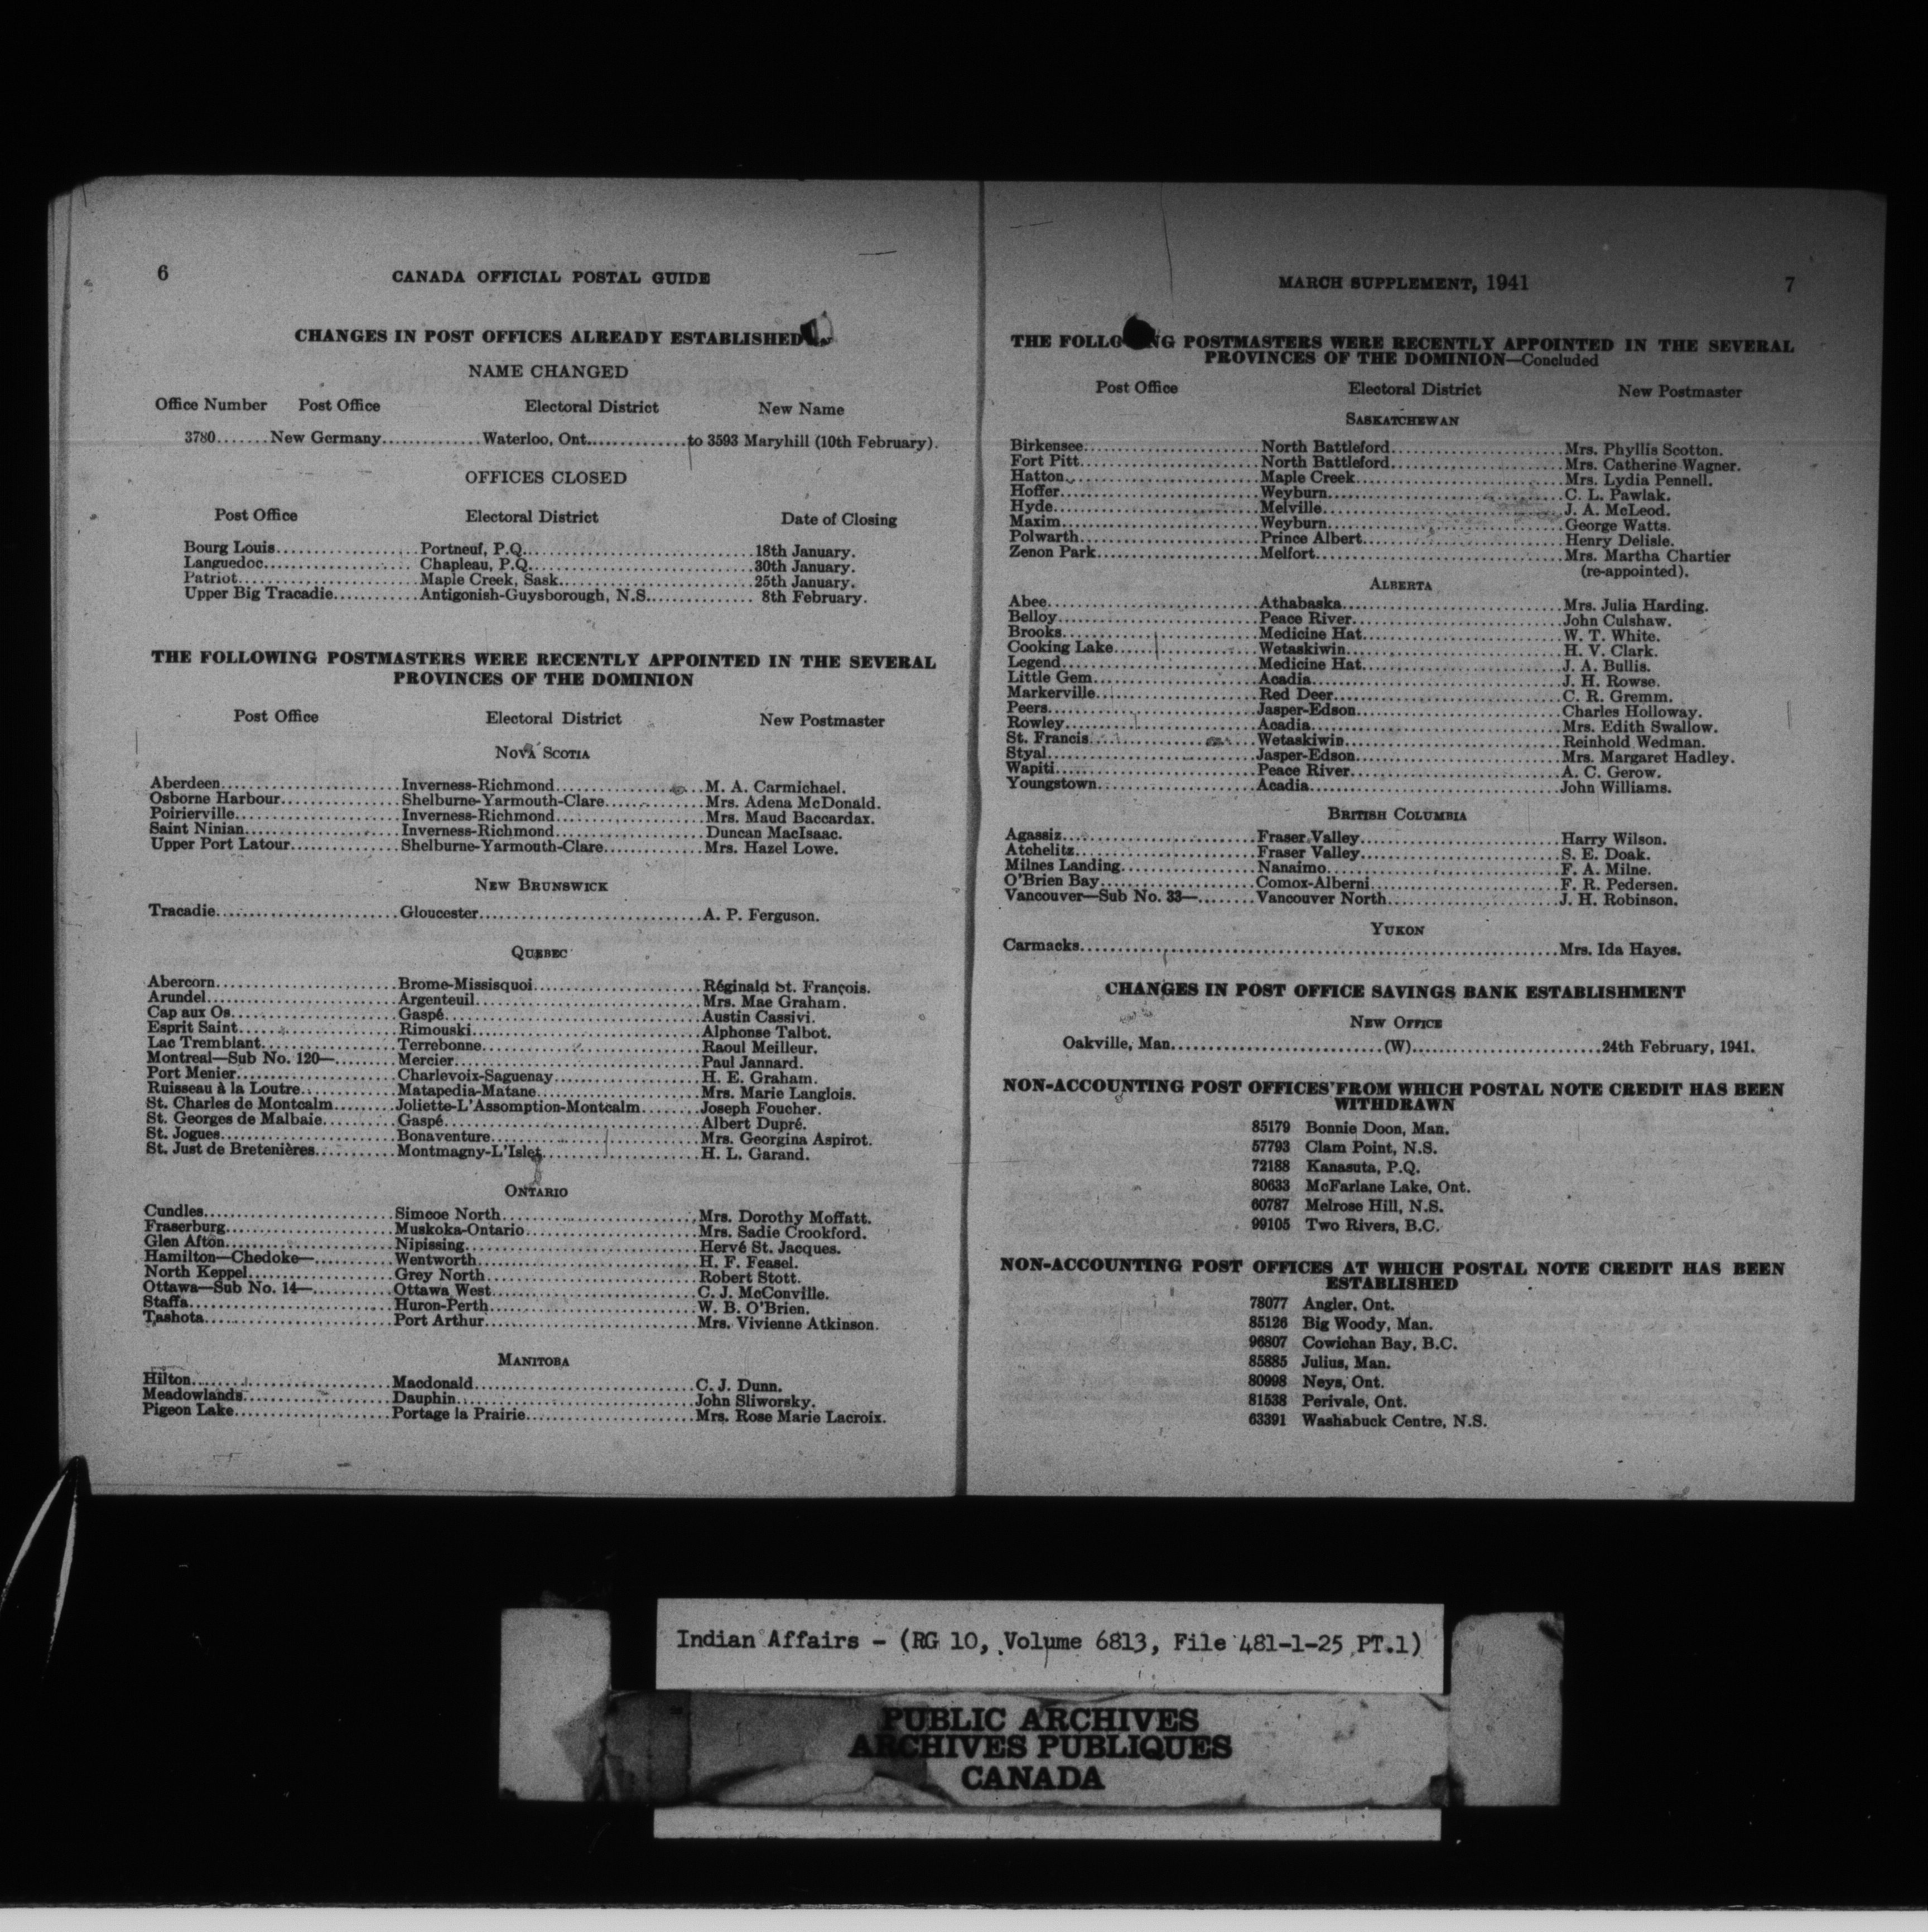 6
CANADA OFFICIAL POSTAL GUIDE
CHANGES IN POST OFFICES ALREADY ESTABLISHED
NAME CHANGED
Office Number Post Office Electoral District New Name
3780.......New Germany.............Waterloo, Ont..............to 3593 Maryhill (10th February).
OFFICES CLOSED
Post Office Electoral District Date of Closing
Bourg Louis.....................Portneuf, P.Q..................................18th January.
Languedoc.....................Chapleau, P.Q..................................30th January.
Patriot.....................Maple Creek, Sask.............................25th January.
Upper Big Tracadie............Antigonish-Guysborough, N.S................ 8th February.
THE FOLLOWING POSTMASTERS WERE RECENTLY APPOINTED IN THE SEVERAL
PROVINCES OF THE DOMINION
Post Office Electoral District New Postmaster
NOVA SCOTIA
Aberdeen.........................Inverness-Richmond.....................M. A. Carmichael.
Osborne Harbour................Shelburne-Yarmouth-Clare..............Mrs. Adena McDonald.
Poirierville.......................Inverness-Richmond.....................Mrs. Maud Baccardax.
Saint Ninian......................Inverness-Richmond.....................Duncan MacIsaac.
Upper Port Latour...............Shelburne-Yarmouth-Clare..............Mrs. Hazel Lowe.
NEW BRUNSWICK
Tracadie..........................Gloucester................................A. P. Ferguson.
QUEBEC
Abercorn.........................Brome-Missisquoi........................Réginald St. François.
Arundel..........................Argenteuil................................Mrs. Mae Graham.
Cap aux Os.......................Gaspé.....................................Austin Cassivi.
Esprit Saint......................Rimouski.................................Alphonse Talbot.
Lac Tremblant...................Terrebonne...............................Raoul Meilleur.
Montreal—Sub No. 120—.........Mercier...................................Paul Jannard.
Port Menier......................Charlevoix-Saguenay.....................H. E. Graham.
Ruisseau à la Loutre.............Matapedia-Matane.......................Mrs. Marie Langlois.
St. Charles de Montcalm........Joliette-L'Assomption-Montcalm........Joseph Foucher.
St. Georges de Malbaie..........Gaspé.....................................Albert Dupré.
St. Jogues.........................Bonaventure..............................Mrs. Georgina Aspirot.
St. Just de Bretenières...........Montmagny-L'Islet.......................H. L. Garand.
ONTARIO
Cundles...........................Simcoe North.............................Mrs. Dorothy Moffatt.
Fraserburg........................Muskoka-Ontario.........................Mrs. Sadie Crookford.
Glen Afton........................Nipissing..................................Hervé St. Jacques.
Hamilton—Chedoke—...........Wentworth................................H. F. Feasel.
North Keppel....................Grey North...............................Robert Stott.
Ottawa—Sub No. 14—...........Ottawa West..............................C. J. McConville.
Staffa.............................Huron-Perth..............................W. B. O'Brien.
Tashota...........................Port Arthur...............................Mrs. Vivienne Atkinson.
MANITOBA
Hilton.............................Macdonald................................C. J. Dunn.
Meadowlands.....................Dauphin...................................John Sliworsky.
Pigeon Lake......................Portage la Prairie.........................Mrs. Rose Marie Lacroix.
MARCH SUPPLEMENT, 1941 7
THE FOLLO NG POSTMASTERS WERE RECENTLY APPOINTED IN THE SEVERAL
PROVINCES OF THE DOMINION—Concluded
Post Office Electoral District New Postmaster
SASKATCHEWAN
Birkensee.........................North Battleford.........................Mrs. Phyllis Scotton.
Fort Pitt..........................North Battleford.........................Mrs. Catherine Wagner.
Hatton............................Maple Creek..............................Mrs. Lydia Pennell.
Hoffer............................Weyburn..................................C. L. Pawlak.
Hyde.............................Melville...................................J. A. McLeod.
Maxim............................Weyburn..................................George Watts.
Polwarth..........................Prince Albert.............................Henry Delisle.
Zenon Park.......................Melfort....................................Mrs. Martha Chartier
(re-appointed).
ALBERTA
Abee..............................Athabaska................................Mrs. Julia Harding.
Belloy.............................Peace River...............................John Culshaw.
Brooks............................Medicine Hat.............................W. T. White.
Cooking Lake....................Wetaskiwin...............................H. V. Clark.
Legend............................Medicine Hat.............................J. A. Bullis.
Little Gem........................Acadia....................................J. H. Rowse.
Markerville.......................Red Deer.................................C. R. Gremm.
Peers..............................Jasper-Edson..............................Charles Holloway.
Rowley............................Acadia....................................Mrs. Edith Swallow.
St. Francis........................Wetaskiwin...............................Reinhold Wedman.
Styal..............................Jasper-Edson..............................Mrs. Margaret Hadley.
Wapiti............................Peace River...............................A. C. Gerow.
Youngstown......................Acadia....................................John Williams.
BRITISH COLUMBIA
Agassiz............................Fraser Valley.............................Harry Wilson.
Atchelitz..........................Fraser Valley.............................S. E. Doak.
Milnes Landing...................Nanaimo..................................F. A. Milne.
O'Brien Bay......................Comox-Alberni...........................F. R. Pedersen.
Vancouver—Sub No. 33—........Vancouver North.........................J. H. Robinson.
YUKON
Carmacks....................................................................Mrs. Ida Hayes.
CHANGES IN POST OFFICE SAVINGS BANK ESTABLISHMENT
NEW OFFICE
Oakville, Man..............................(W)...........................24th February, 1941.
NON-ACCOUNTING POST OFFICES FROM WHICH POSTAL NOTE CREDIT HAS BEEN
WITHDRAWN
85179 Bonnie Doon, Man.
57793 Clam Point, N.S.
72188 Kanasuta, P.Q.
80633 McFarlane Lake, Ont.
60787 Melrose Hill, N.S.
99105 Two Rivers, B.C.
NON-ACCOUNTING POST OFFICES AT WHICH POSTAL NOTE CREDIT HAS BEEN
ESTABLISHED
78077 Angler, Ont.
85126 Big Woody, Man.
96807 Cowichan Bay, B.C.
85885 Julius, Man.
80998 Neys, Ont.
81538 Perivale, Ont.
63391 Washabuck Centre, N.S.
Indian Affairs - (RG 10, Volume 6813, File 481-1-25 PT.1)
PUBLIC ARCHIVES
ARCHIVES PUBLIQUES
CANADA